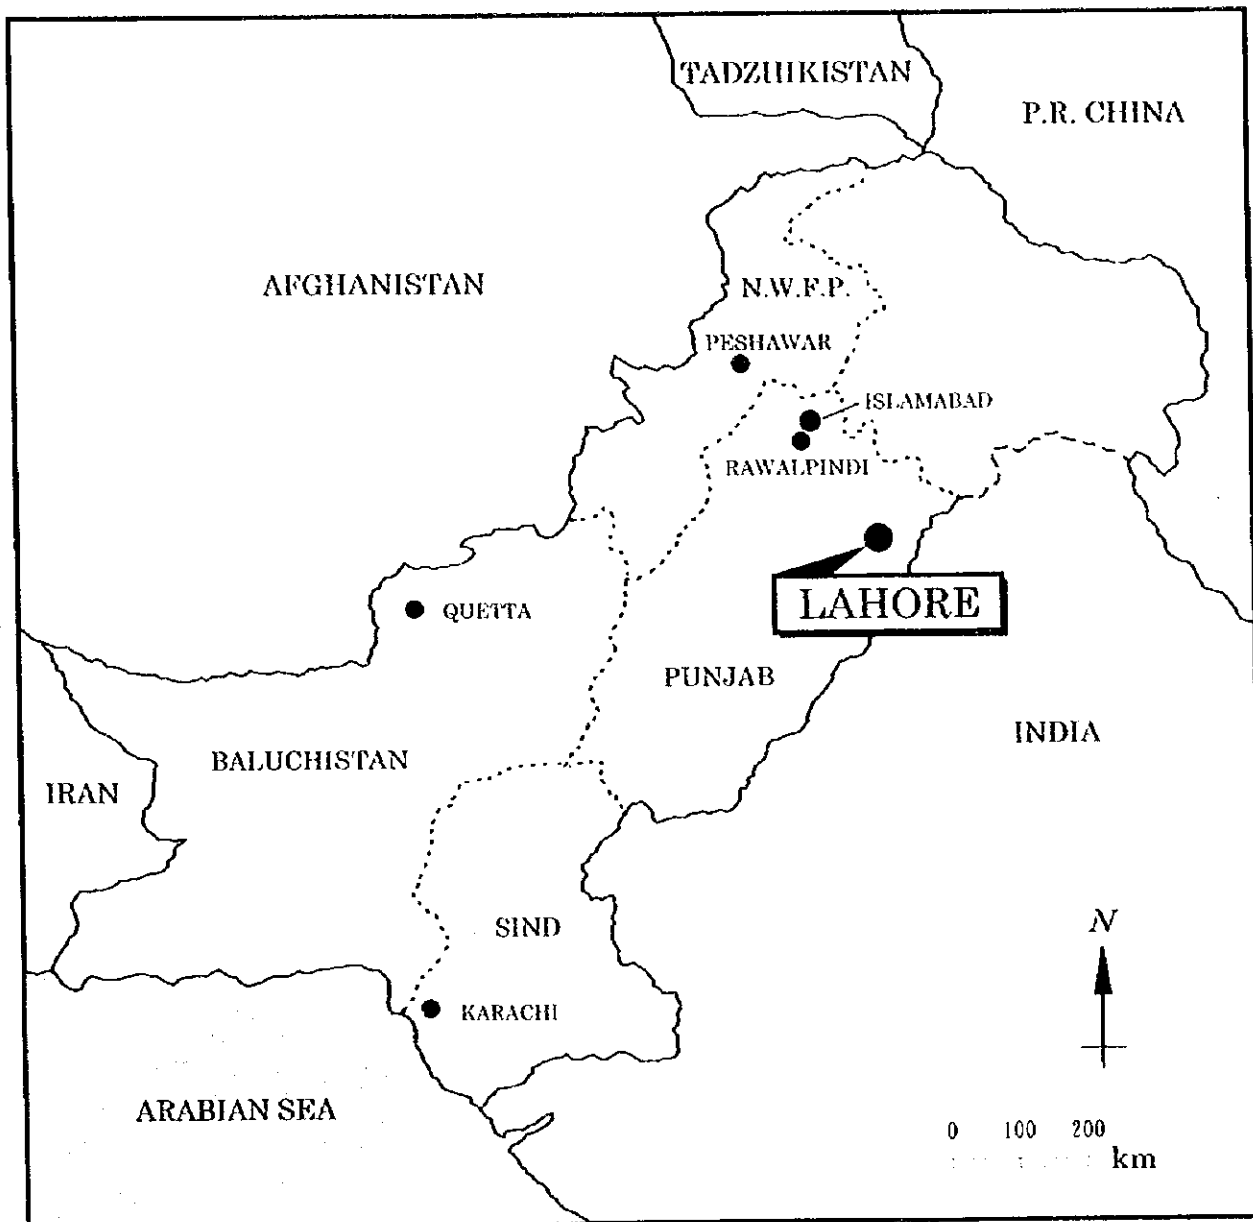 TADZHIKISTAN
P.R. CHINA
AFGHANISTAN
N.W.F.P.
PESHAWAR
ISLAMABAD
RAWALPINDI
LAHORE
QUETTA
PUNJAB
INDIA
BALUCHISTAN
IRAN
SIND
N
KARACHI
ARABIAN SEA
0 100 200
km